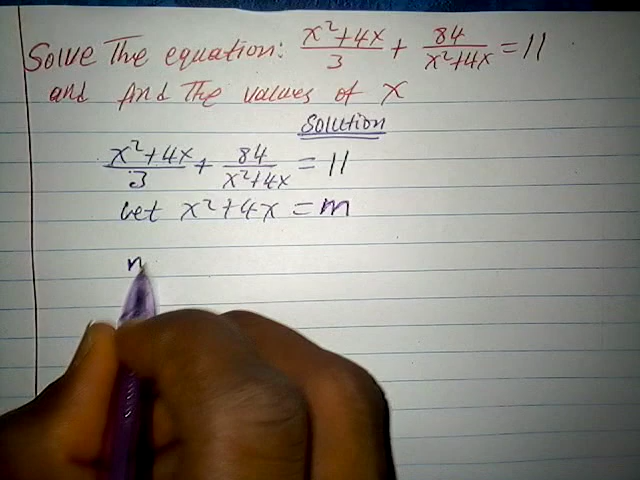 Solve The equation: x²+4x/3 + 84/x²+4x = 11
and find The values of x
Solution
x²+4x/3 + 84/x²+4x = 11
Let x²+4x = m
m